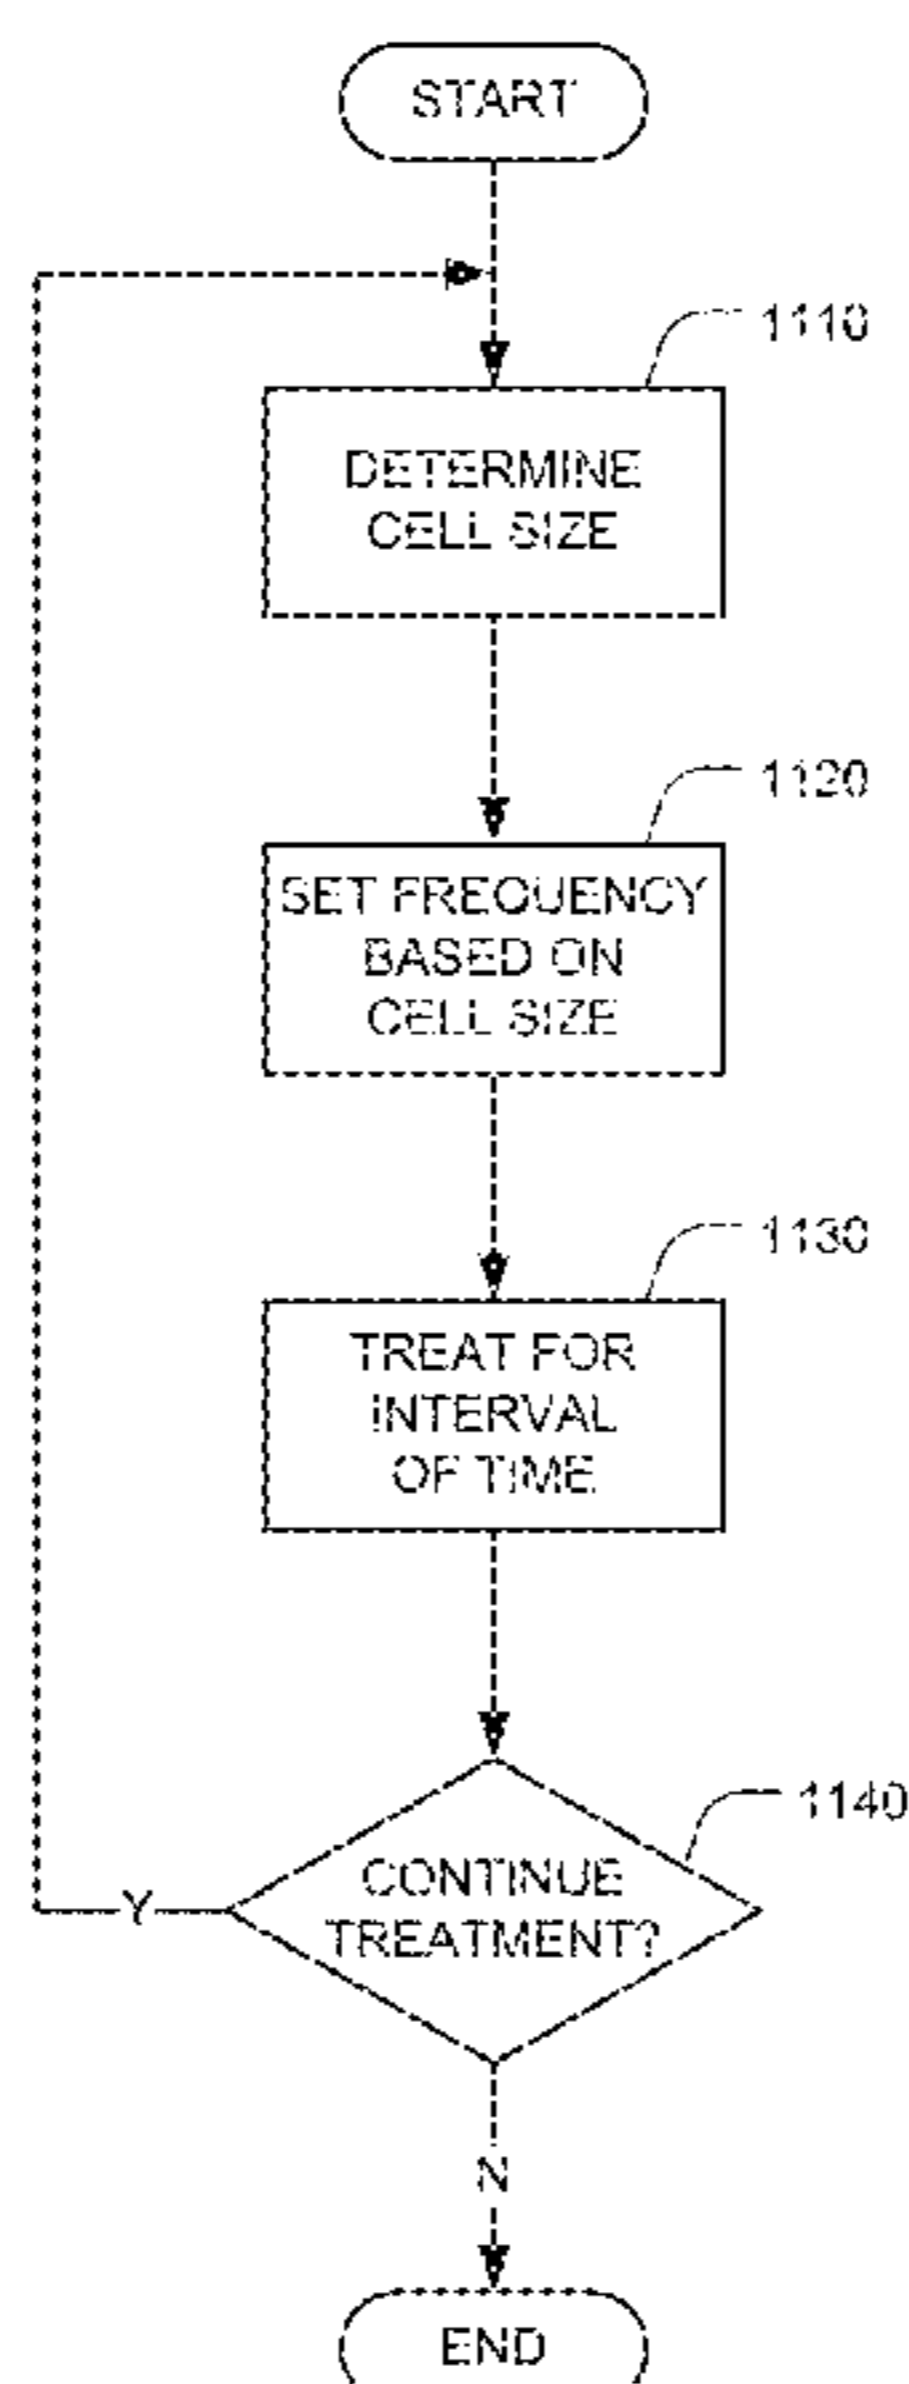 START
1110
DETERMINE
CELL SIZE
1120
SET FREQUENCY
BASED ON
CELL SIZE
1130
TREAT FOR
INTERVAL
OF TIME
1140
CONTINUE
TREATMENT?
Y
N
END